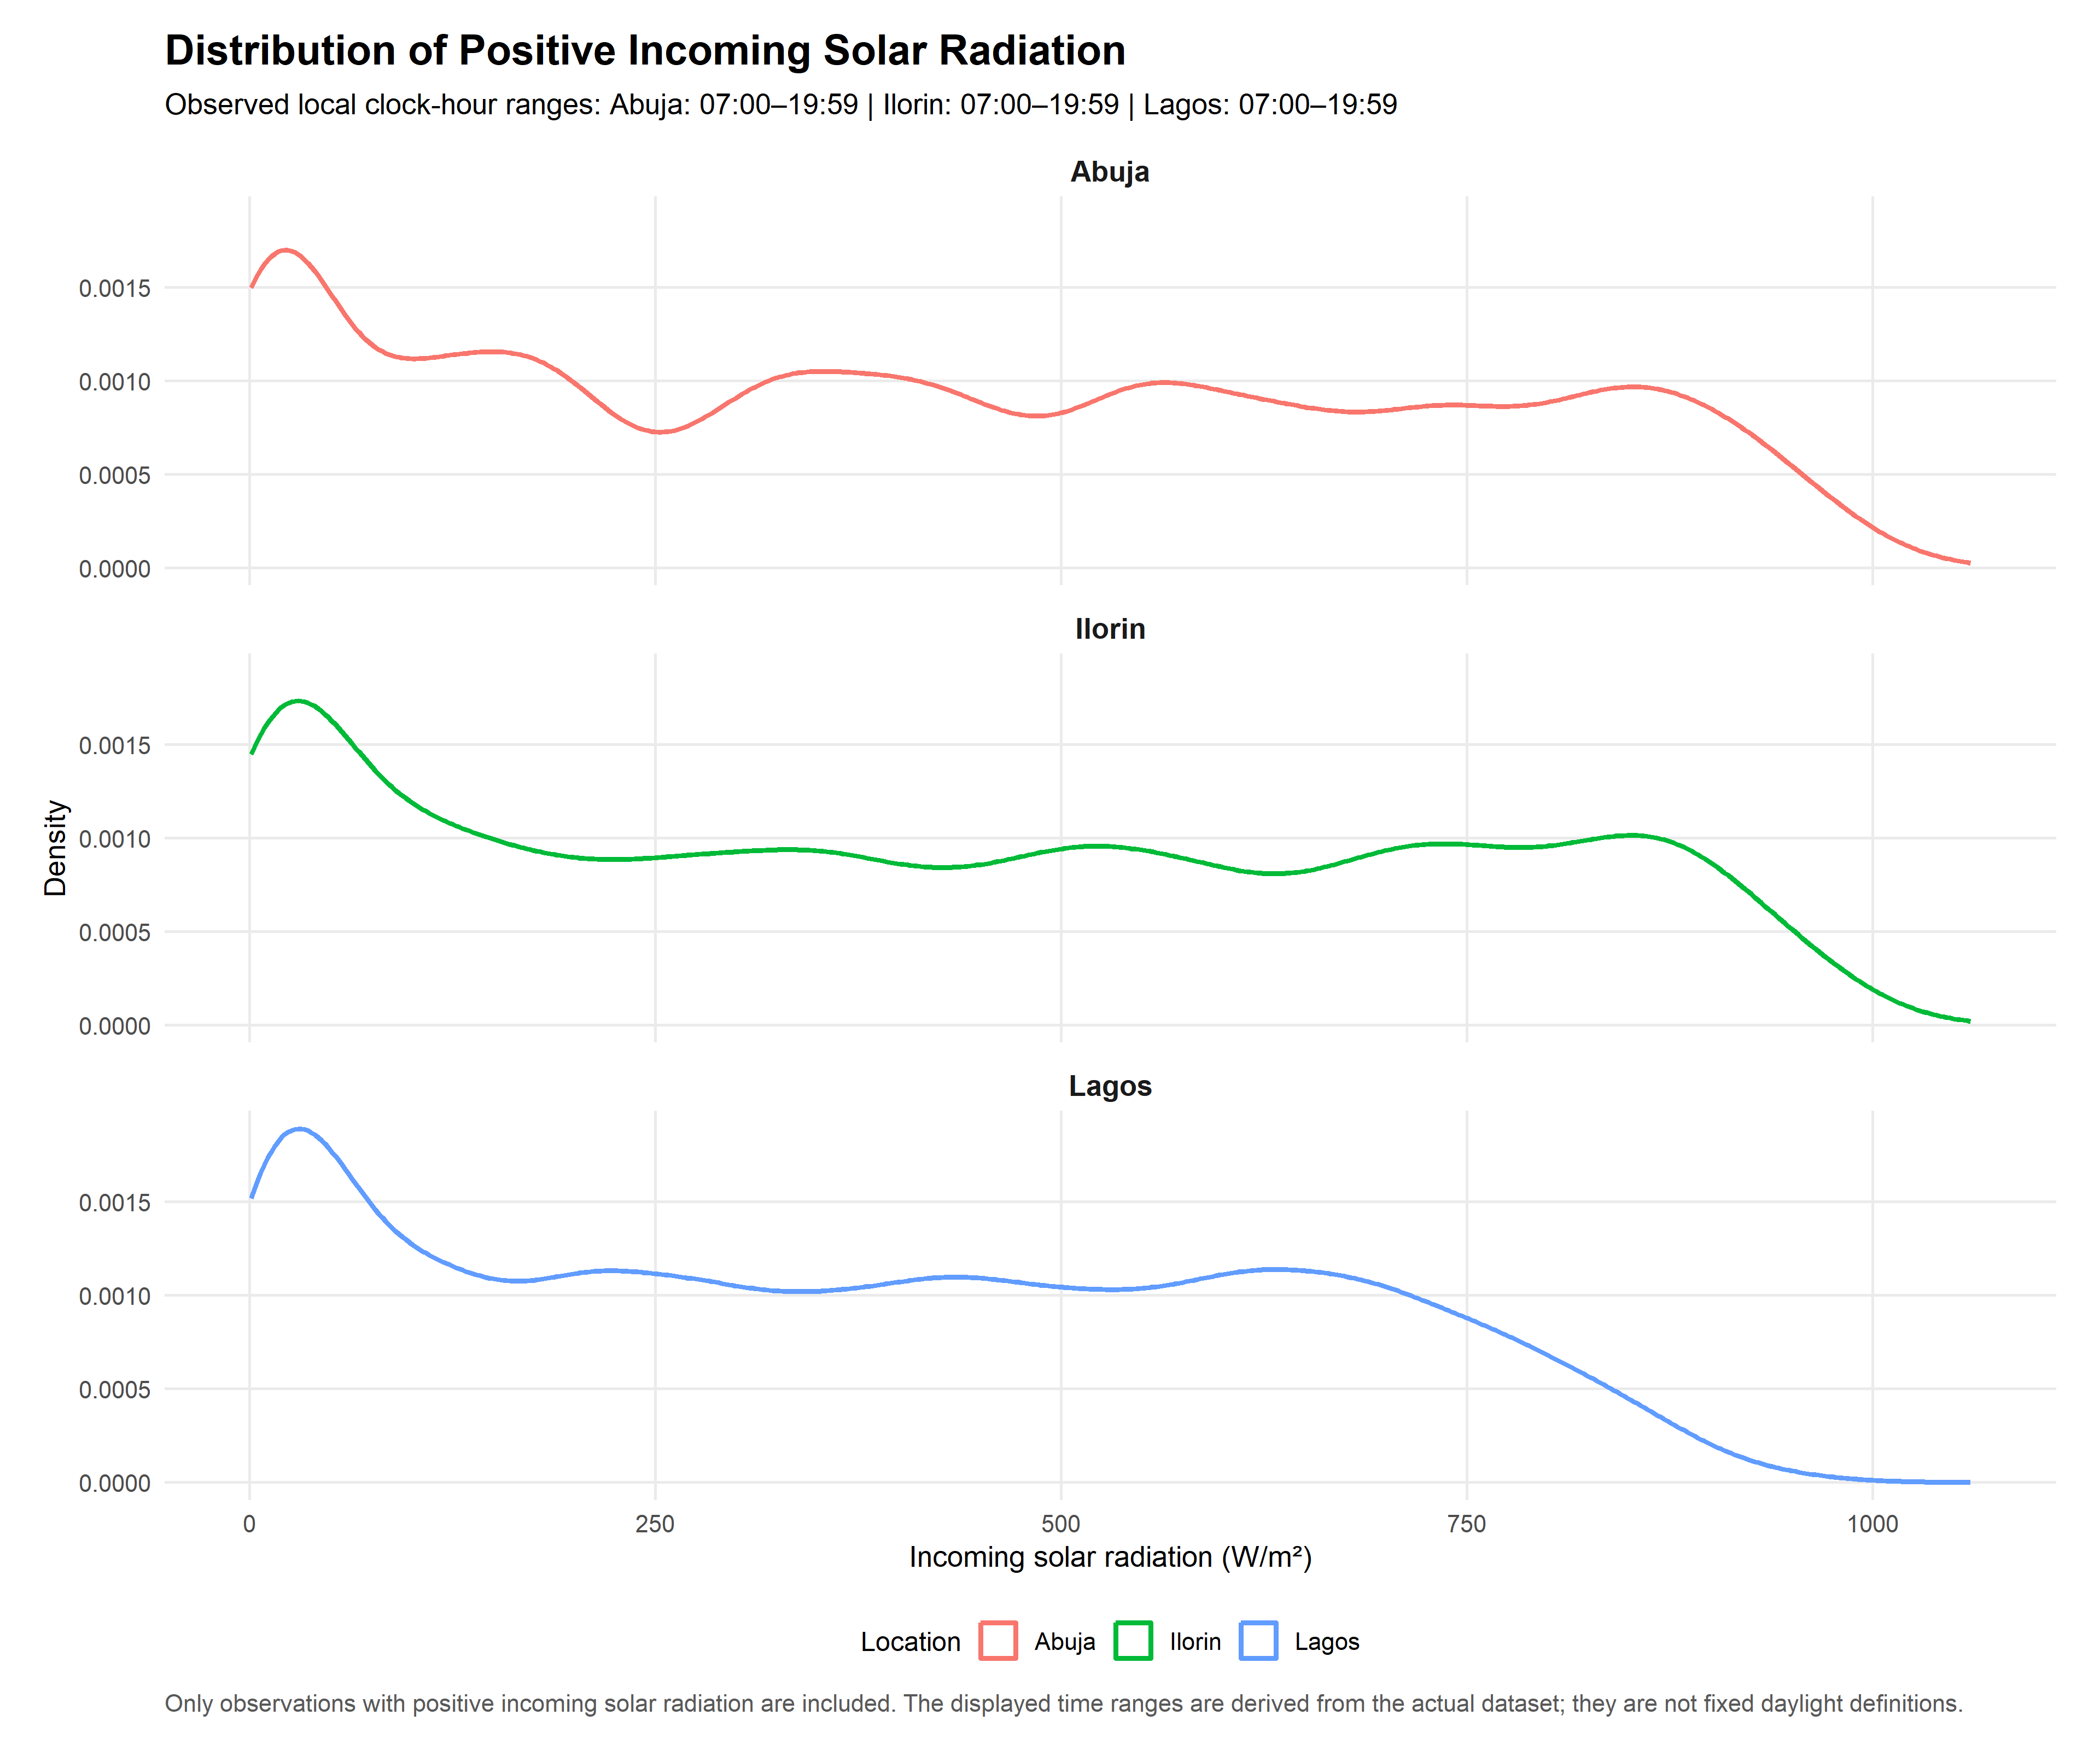 Distribution of Positive Incoming Solar Radiation
Observed local clock-hour ranges: Abuja: 07:00–19:59 | Ilorin: 07:00–19:59 | Lagos: 07:00–19:59
Abuja
0.0015
0.0010
0.0005
0.0000
Ilorin
0.0015
0.0010
0.0005
0.0000
Density
Lagos
0.0015
0.0010
0.0005
0.0000
0 250 500 750 1000
Incoming solar radiation (W/m²)
Location Abuja Ilorin Lagos
Only observations with positive incoming solar radiation are included. The displayed time ranges are derived from the actual dataset; they are not fixed daylight definitions.